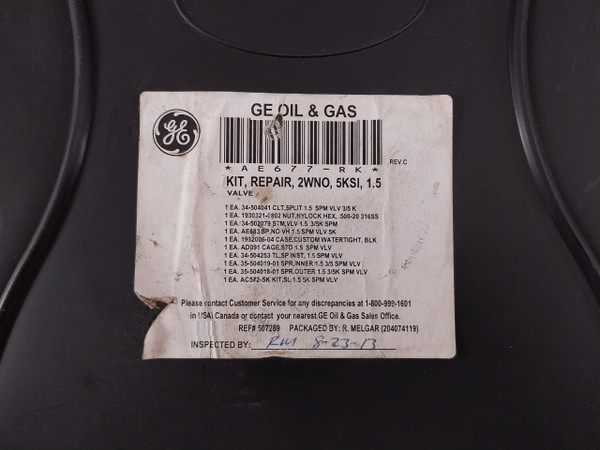 GE OIL & GAS
GE
*AE677-RK*
REV.C
KIT, REPAIR, 2WNO, 5KSI, 1.5
VALVE
1 EA. 34-504041 CLT,SPLIT 1.5 SPM VLV 3/5 K
1 EA. 1930321-0802 NUT,NYLOCK HEX, .500-20 316SS
1 EA. 34-502079 STM,VLV 1.5 3/5K SPM
1 EA. AE683 SP,NO VH 1.5 SPM VLV 5K
1 EA. 1932006-04 CASE,CUSTOM WATERTIGHT, BLK
1 EA. AD091 CAGE,STD 1.5 SPM VLV
1 EA. 34-504253 TL,SP INST, 1.5 SPM VLV
1 EA. 35-504019-01 SPR,INNER 1.5 3/5 SPM VLV
1 EA. 35-504018-01 SPR,OUTER 1.5 3/5K SPM VLV
1 EA. AC582-SK KIT,SL 1.5 5K SPM VLV
Please contact Customer Service for any discrepancies at 1-800-999-1601
in USA/Canada or contact your nearest GE Oil & Gas Sales Office.
REF# 507289 PACKAGED BY: R. MELGAR (204074119)
INSPECTED BY: RM 8-23-13